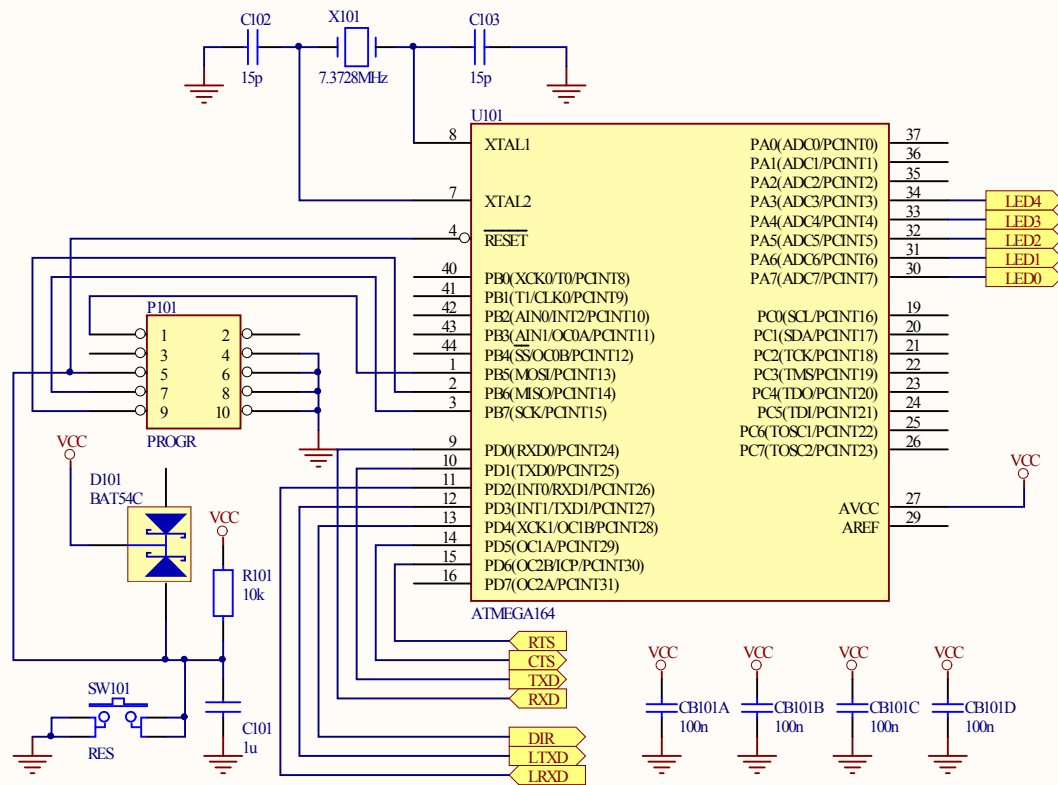 C102
X101
C103
15p
7.3728MHz
15p
U101
8
XTAL1
7
XTAL2
4
RESET
40
PB0(XCK0/T0/PCINT8)
41
PB1(T1/CLK0/PCINT9)
42
PB2(AIN0/INT2/PCINT10)
43
PB3(AIN1/OC0A/PCINT11)
44
PB4(SS/OC0B/PCINT12)
1
PB5(MOSI/PCINT13)
2
PB6(MISO/PCINT14)
3
PB7(SCK/PCINT15)
9
PD0(RXD0/PCINT24)
10
PD1(TXD0/PCINT25)
11
PD2(INT0/RXD1/PCINT26)
12
PD3(INT1/TXD1/PCINT27)
13
PD4(XCK1/OC1B/PCINT28)
14
PD5(OC1A/PCINT29)
15
PD6(OC2B/ICP/PCINT30)
16
PD7(OC2A/PCINT31)
PA0(ADC0/PCINT0)
37
PA1(ADC1/PCINT1)
36
PA2(ADC2/PCINT2)
35
PA3(ADC3/PCINT3)
34
LED4
PA4(ADC4/PCINT4)
33
LED3
PA5(ADC5/PCINT5)
32
LED2
PA6(ADC6/PCINT6)
31
LED1
PA7(ADC7/PCINT7)
30
LED0
PC0(SCL/PCINT16)
19
PC1(SDA/PCINT17)
20
PC2(TCK/PCINT18)
21
PC3(TMS/PCINT19)
22
PC4(TDO/PCINT20)
23
PC5(TDI/PCINT21)
24
PC6(TOSC1/PCINT22)
25
PC7(TOSC2/PCINT23)
26
VCC
AVCC
27
AREF
29
ATMEGA164
P101
1 2
3 4
5 6
7 8
9 10
PROGR
VCC
D101
BAT54C
VCC
R101
10k
SW101
RES
C101
1u
RTS
CTS
TXD
RXD
DIR
LTXD
LRXD
VCC
CB101A
100n
VCC
CB101B
100n
VCC
CB101C
100n
VCC
CB101D
100n